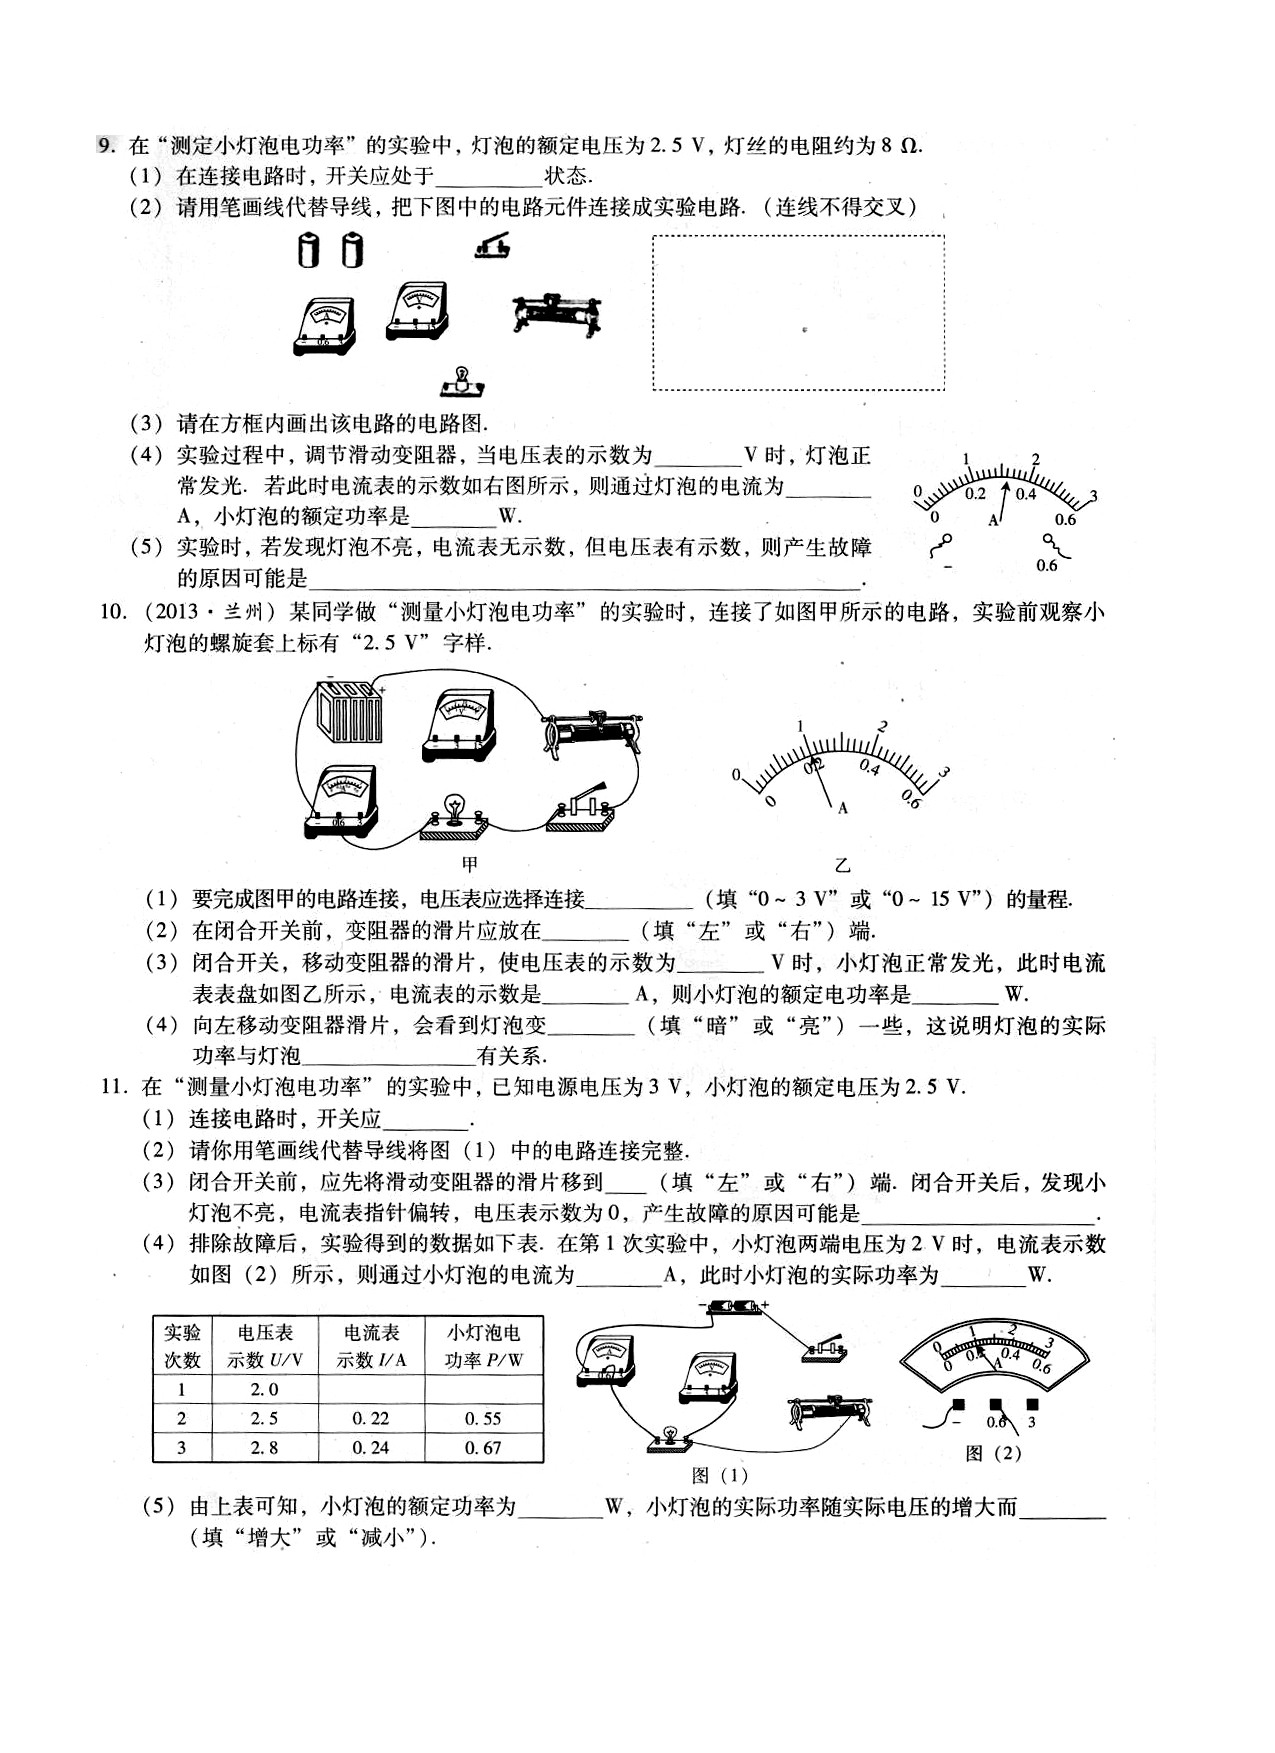 9. 在“测定小灯泡电功率”的实验中，灯泡的额定电压为2.5 V，灯丝的电阻约为8 Ω.
(1) 在连接电路时，开关应处于__________状态.
(2) 请用笔画线代替导线，把下图中的电路元件连接成实验电路.（连线不得交叉）
(3) 请在方框内画出该电路的电路图.
(4) 实验过程中，调节滑动变阻器，当电压表的示数为________V时，灯泡正
常发光. 若此时电流表的示数如右图所示，则通过灯泡的电流为________
A，小灯泡的额定功率是________W.
0 1 2 3
0 0.2 0.4 0.6
A
- 0.6
(5) 实验时，若发现灯泡不亮，电流表无示数，但电压表有示数，则产生故障
的原因可能是____________________.
10.（2013·兰州）某同学做“测量小灯泡电功率”的实验时，连接了如图甲所示的电路，实验前观察小
灯泡的螺旋套上标有“2.5 V”字样.
- +
0 1 2 3
0 0.2 0.4 0.6
A
甲 乙
(1) 要完成图甲的电路连接，电压表应选择连接__________（填“0~3 V”或“0~15 V”）的量程.
(2) 在闭合开关前，变阻器的滑片应放在________（填“左”或“右”）端.
(3) 闭合开关，移动变阻器的滑片，使电压表的示数为________ V时，小灯泡正常发光，此时电流
表表盘如图乙所示，电流表的示数是________ A，则小灯泡的额定电功率是________ W.
(4) 向左移动变阻器滑片，会看到灯泡变________（填“暗”或“亮”）一些，这说明灯泡的实际
功率与灯泡________________有关系.
11. 在“测量小灯泡电功率”的实验中，已知电源电压为3 V，小灯泡的额定电压为2.5 V.
(1) 连接电路时，开关应________.
(2) 请你用笔画线代替导线将图（1）中的电路连接完整.
(3) 闭合开关前，应先将滑动变阻器的滑片移到____（填“左”或“右”）端. 闭合开关后，发现小
灯泡不亮，电流表指针偏转，电压表示数为0，产生故障的原因可能是____________________.
(4) 排除故障后，实验得到的数据如下表. 在第1次实验中，小灯泡两端电压为2 V时，电流表示数
如图（2）所示，则通过小灯泡的电流为________A，此时小灯泡的实际功率为________W.
实验次数 电压表示数 U/V 电流表示数 I/A 小灯泡电功率 P/W
1 2.0
2 2.5 0.22 0.55
3 2.8 0.24 0.67
- +
图（1）
0 1 2 3
0 0.2 0.4 0.6
A
- 0.6 3
图（2）
(5) 由上表可知，小灯泡的额定功率为________W，小灯泡的实际功率随实际电压的增大而________
（填“增大”或“减小”）.